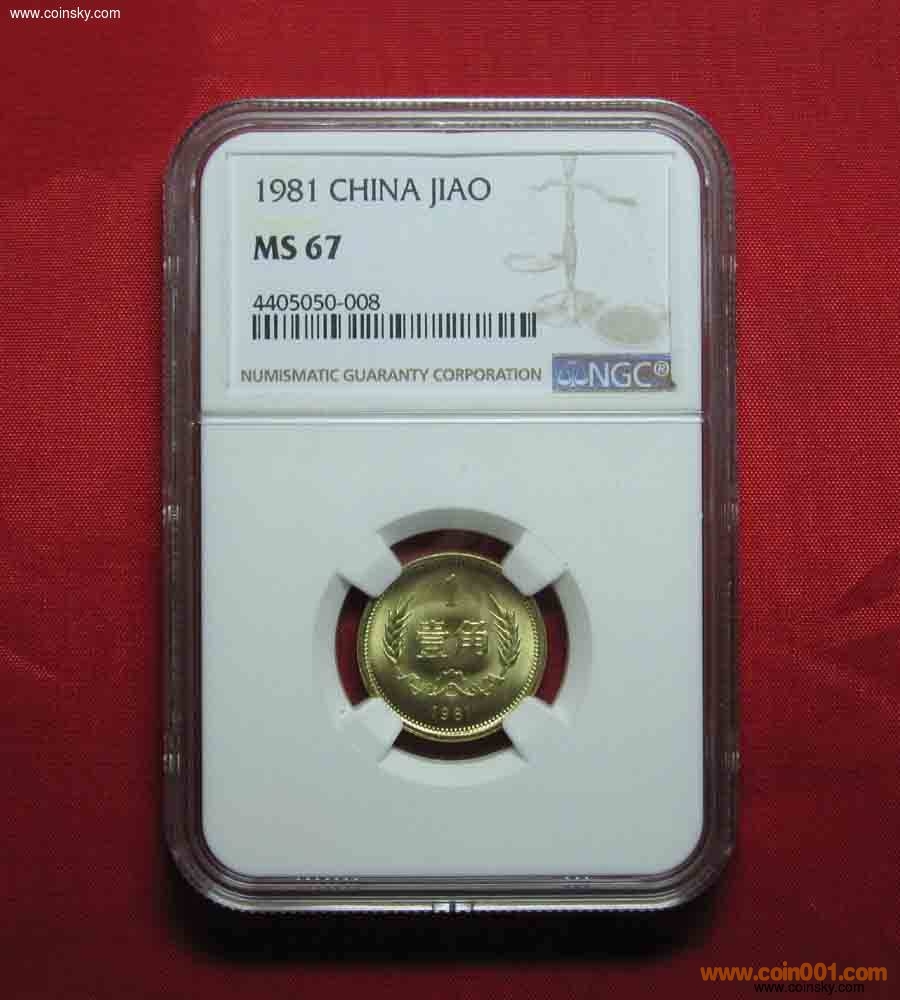 www.coinsky.com
1981 CHINA JIAO
MS 67
4405050-008
NUMISMATIC GUARANTY CORPORATION
NGC®
1
壹角
1981
www.coin001.com
www.coinsky.com